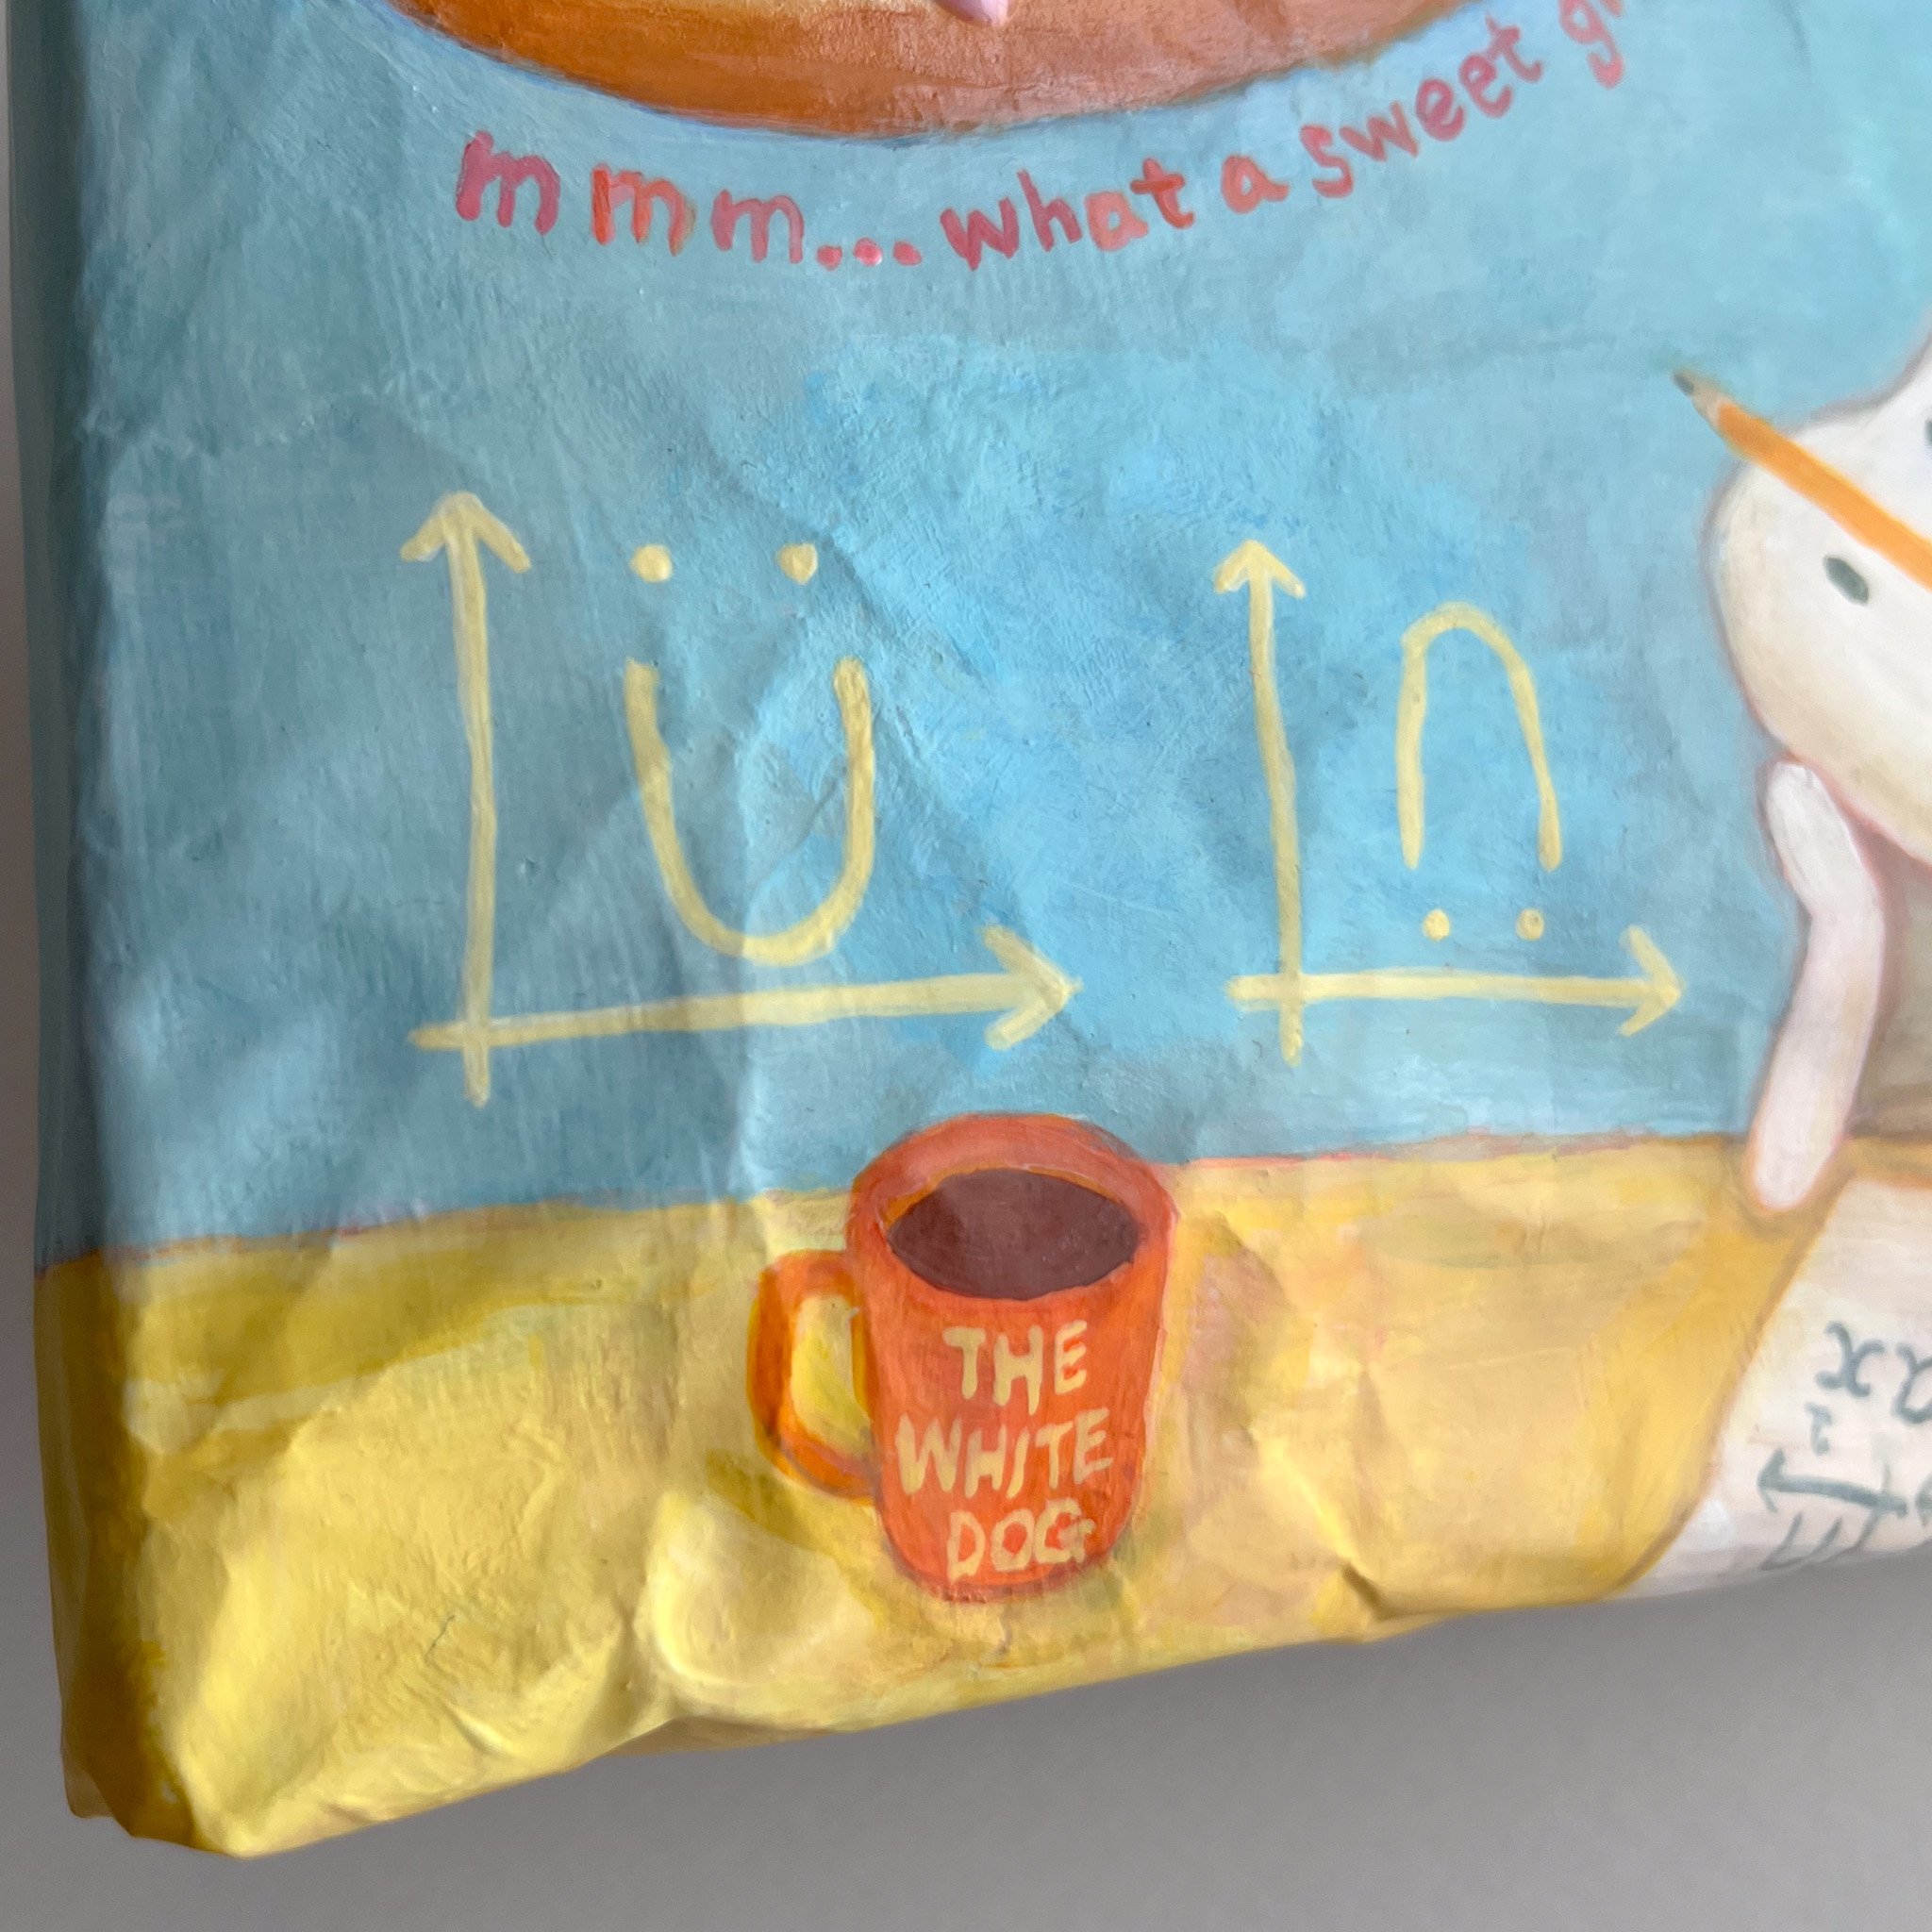 mmm... what a sweet
THE
WHITE
DOG